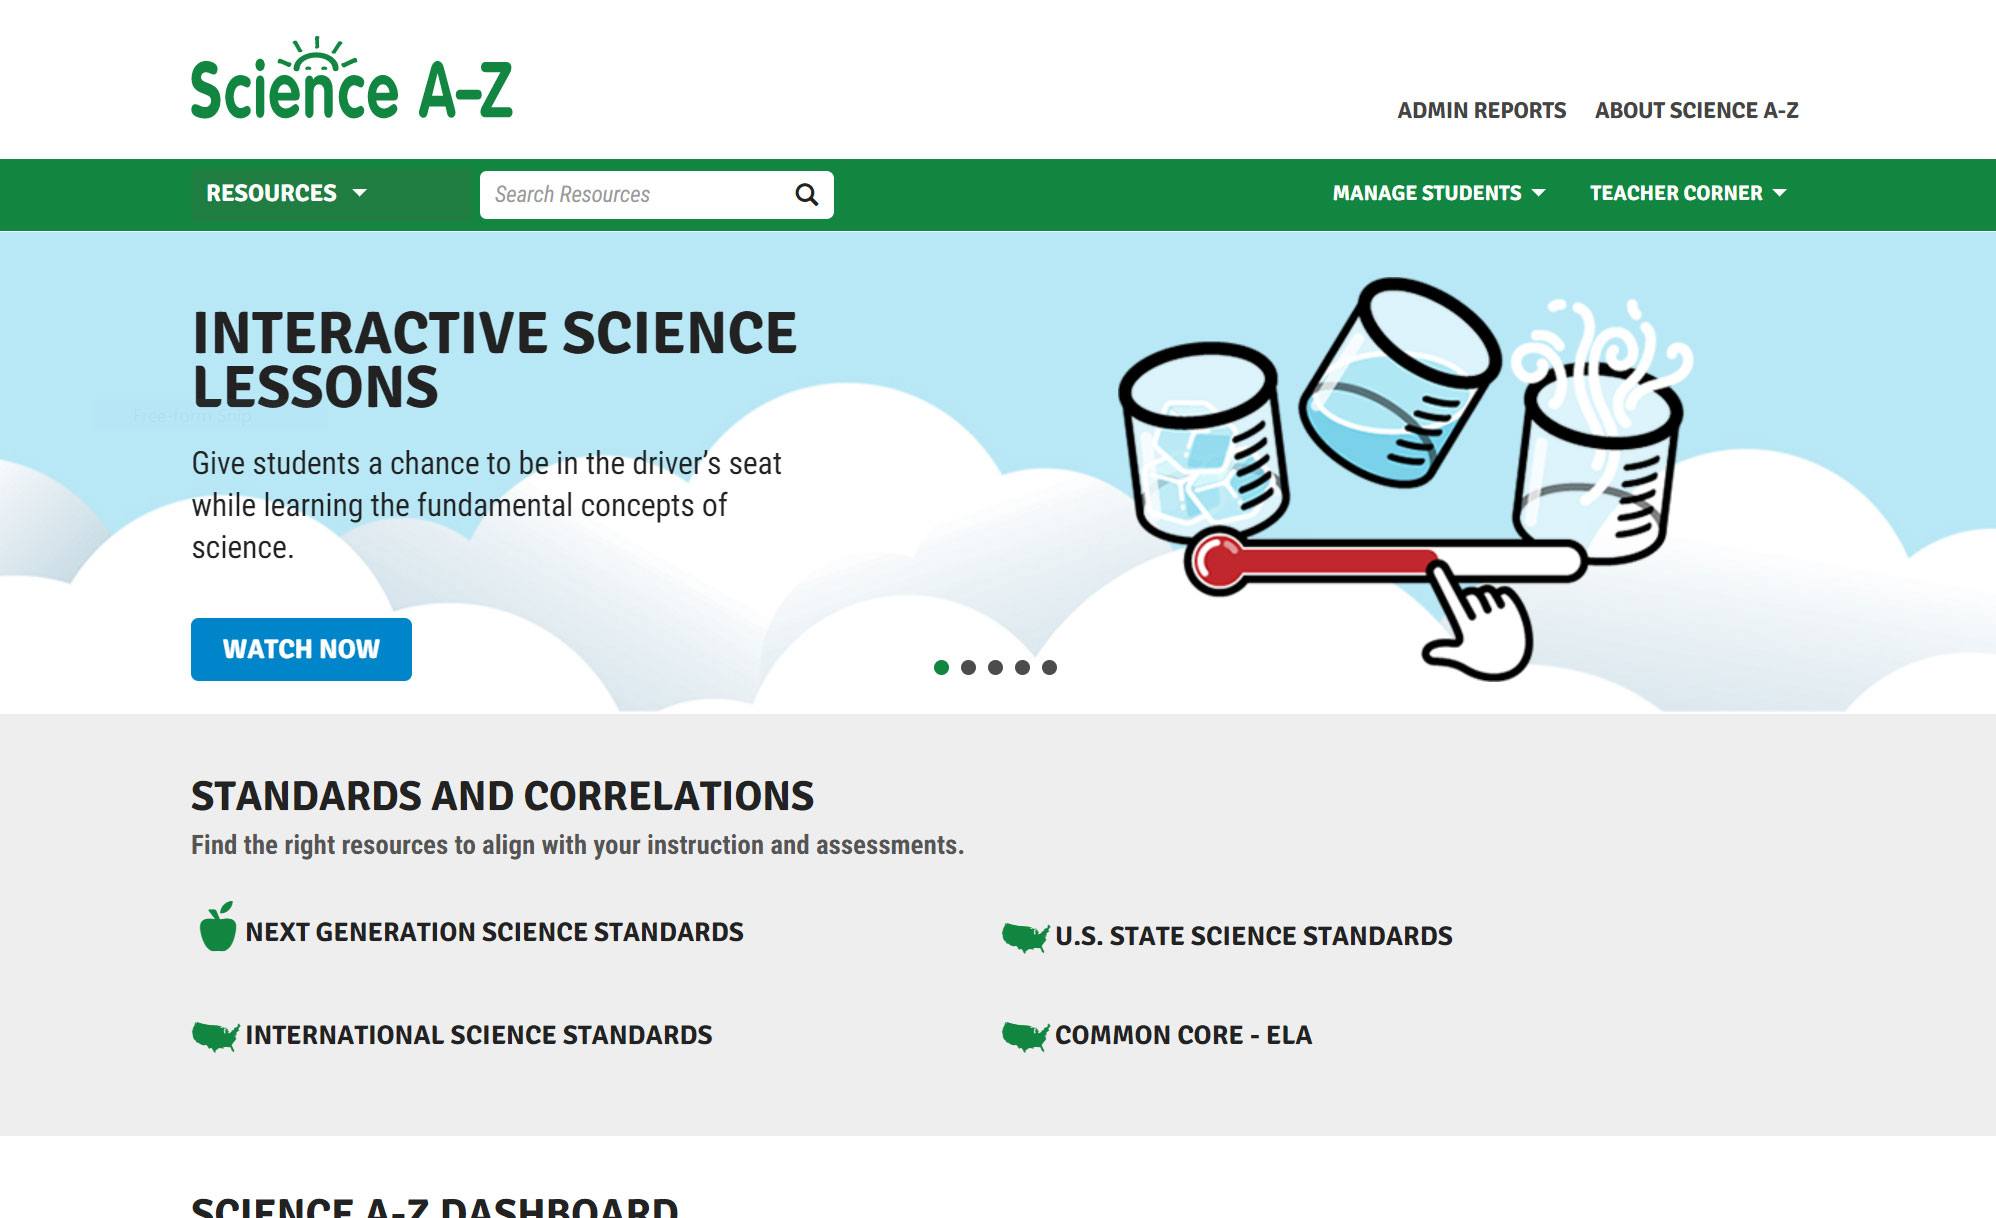 Science A-Z
ADMIN REPORTS ABOUT SCIENCE A-Z
RESOURCES Search Resources MANAGE STUDENTS TEACHER CORNER
INTERACTIVE SCIENCE
LESSONS
Free-form Snip
Give students a chance to be in the driver’s seat
while learning the fundamental concepts of
science.
WATCH NOW
STANDARDS AND CORRELATIONS
Find the right resources to align with your instruction and assessments.
NEXT GENERATION SCIENCE STANDARDS
U.S. STATE SCIENCE STANDARDS
INTERNATIONAL SCIENCE STANDARDS
COMMON CORE - ELA
SCIENCE A-Z DASHBOARD